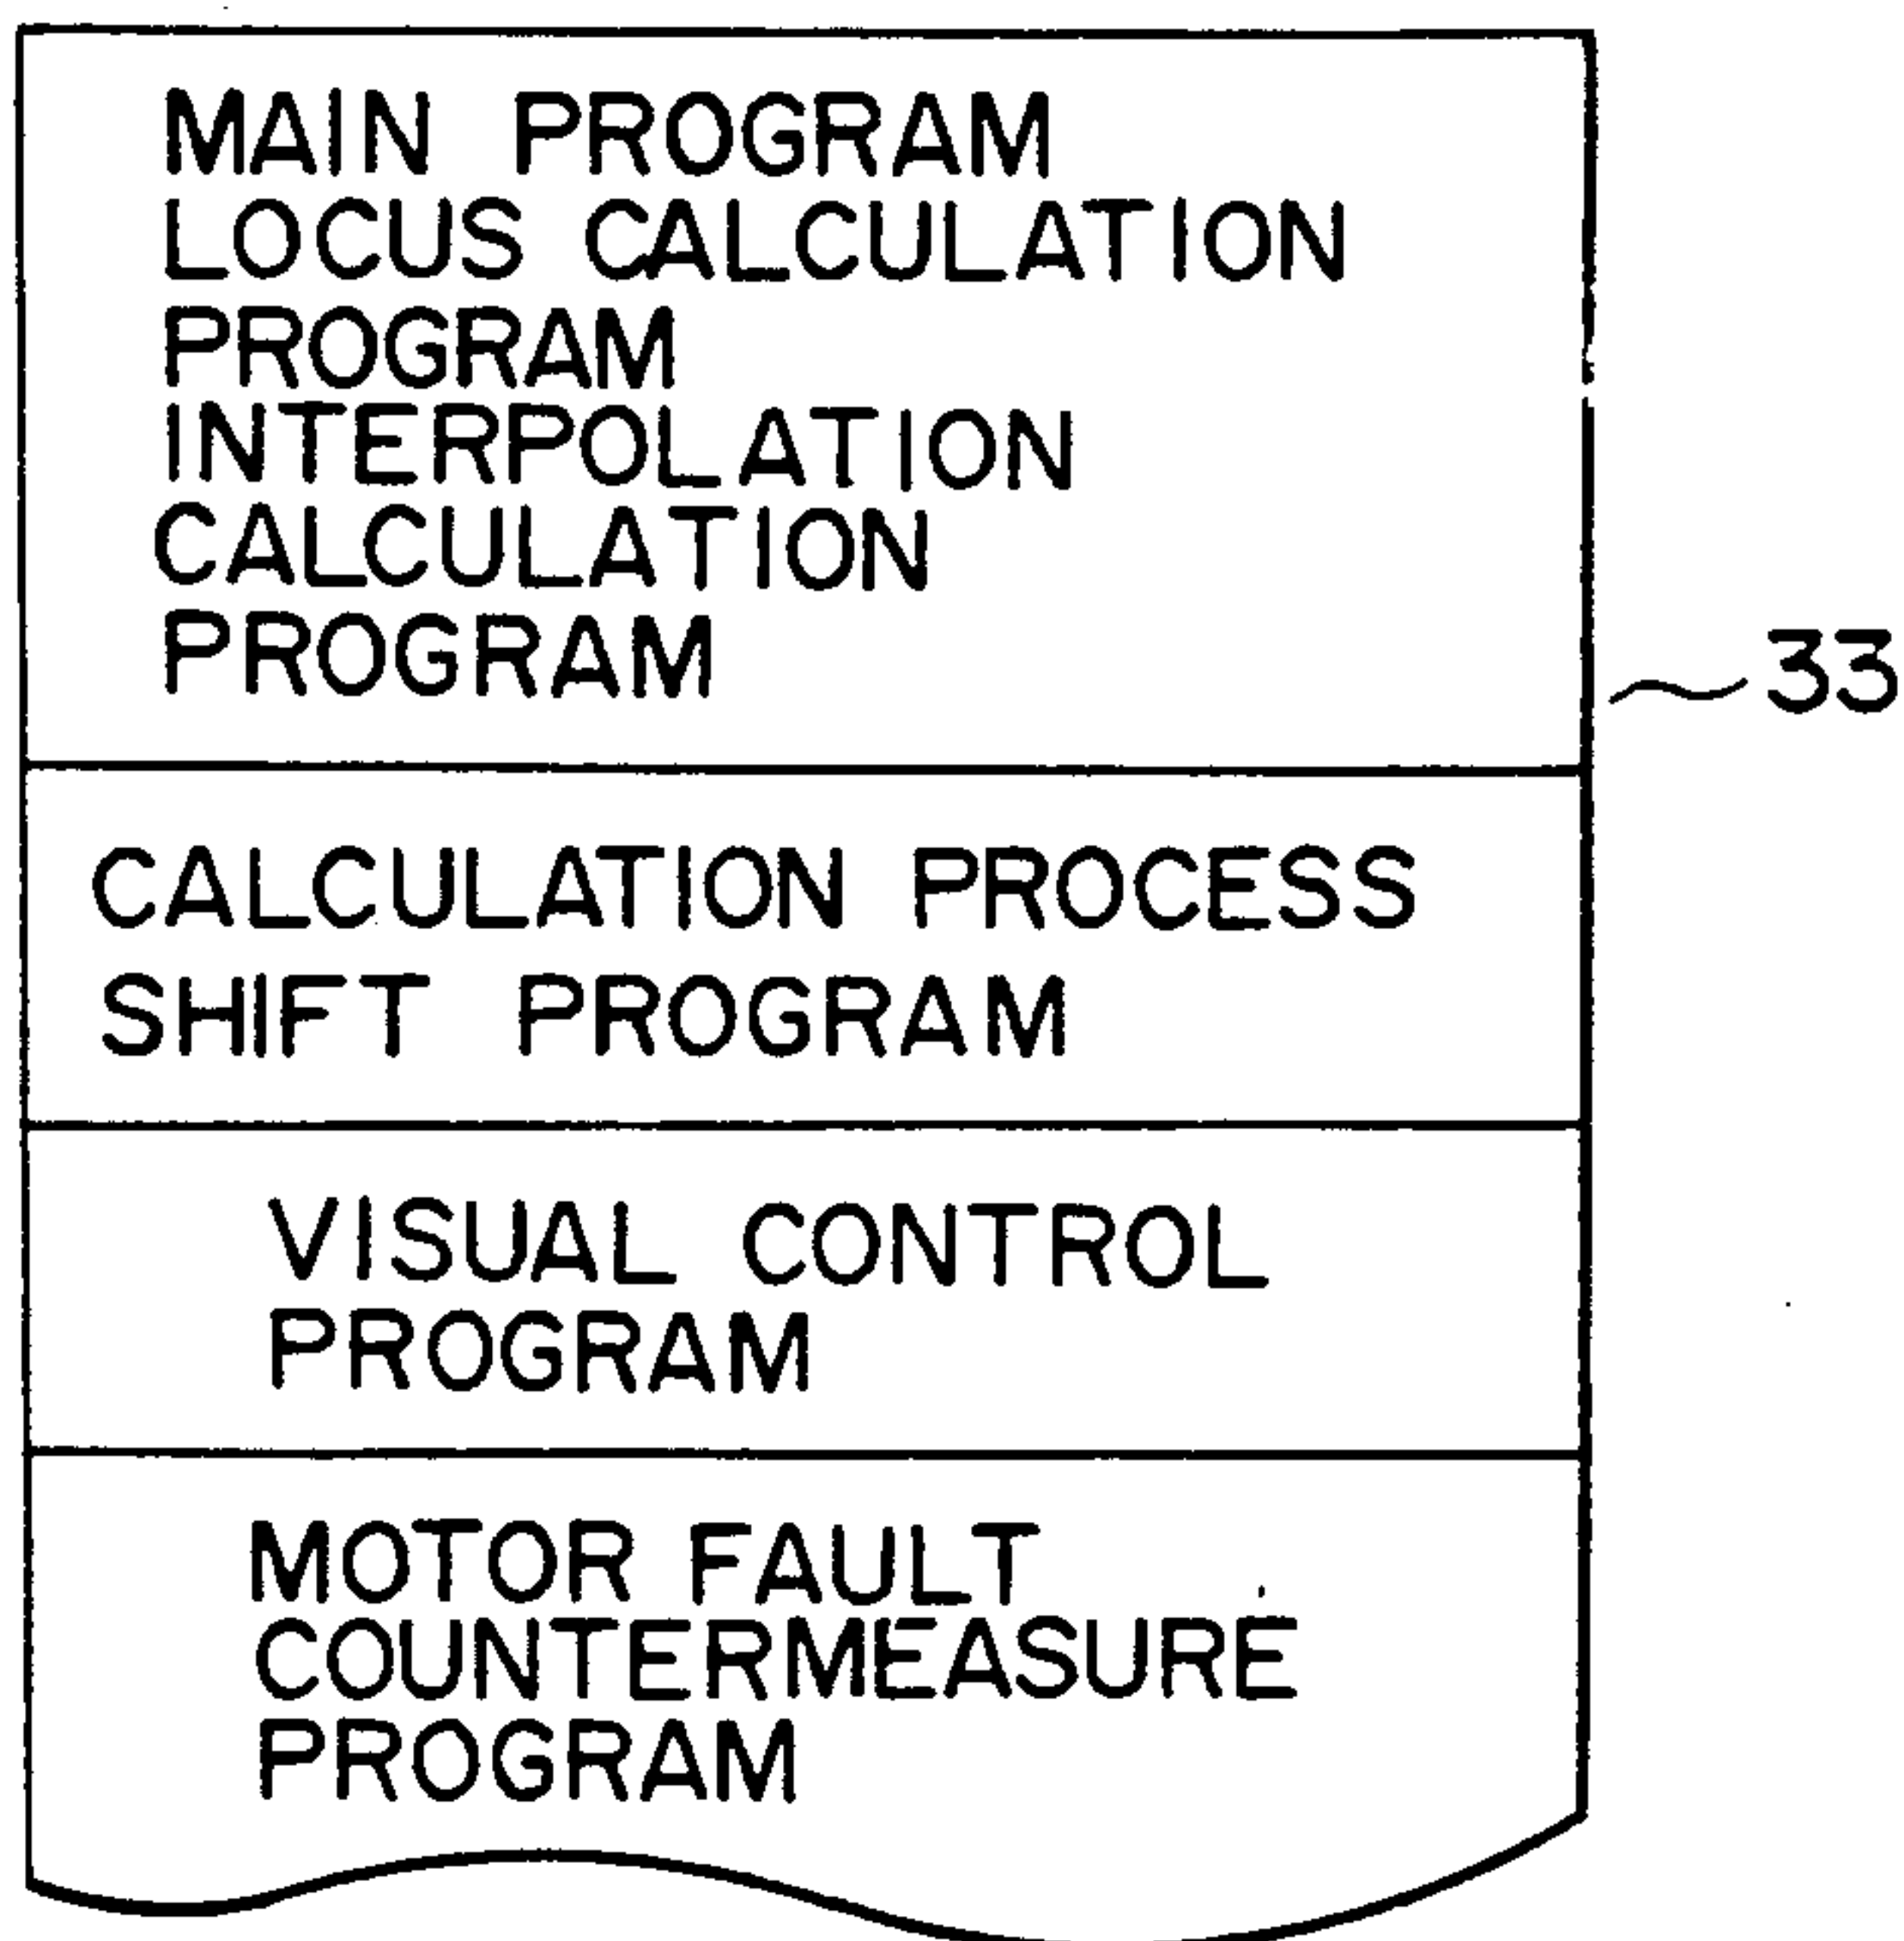 MAIN PROGRAM
LOCUS CALCULATION
PROGRAM
INTERPOLATION
CALCULATION
PROGRAM
33
CALCULATION PROCESS
SHIFT PROGRAM
VISUAL CONTROL
PROGRAM
MOTOR FAULT
COUNTERMEASURE
PROGRAM